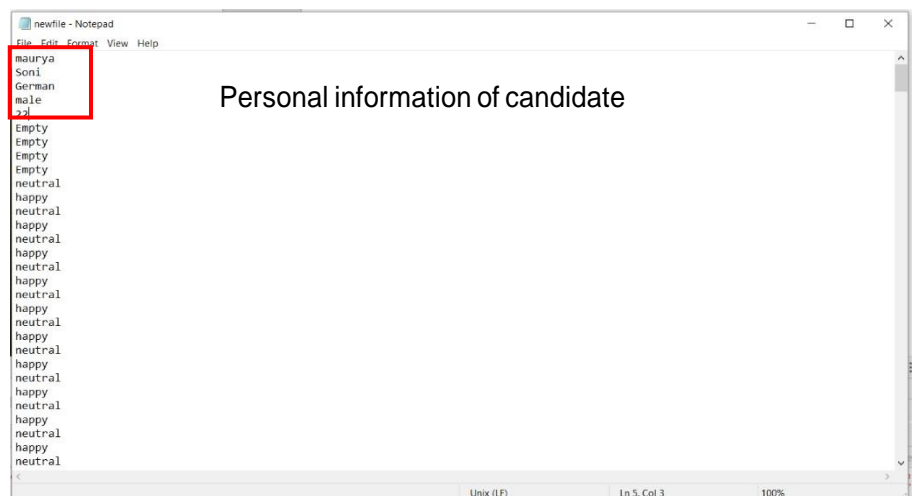 newfile - Notepad
File Edit Format View Help
maurya
Soni
German
male
22
Personal information of candidate
Empty
Empty
Empty
Empty
neutral
happy
neutral
happy
neutral
happy
neutral
happy
neutral
happy
neutral
happy
neutral
happy
neutral
happy
neutral
happy
neutral
happy
neutral
Unix (LF)
Ln 5, Col 3
100%